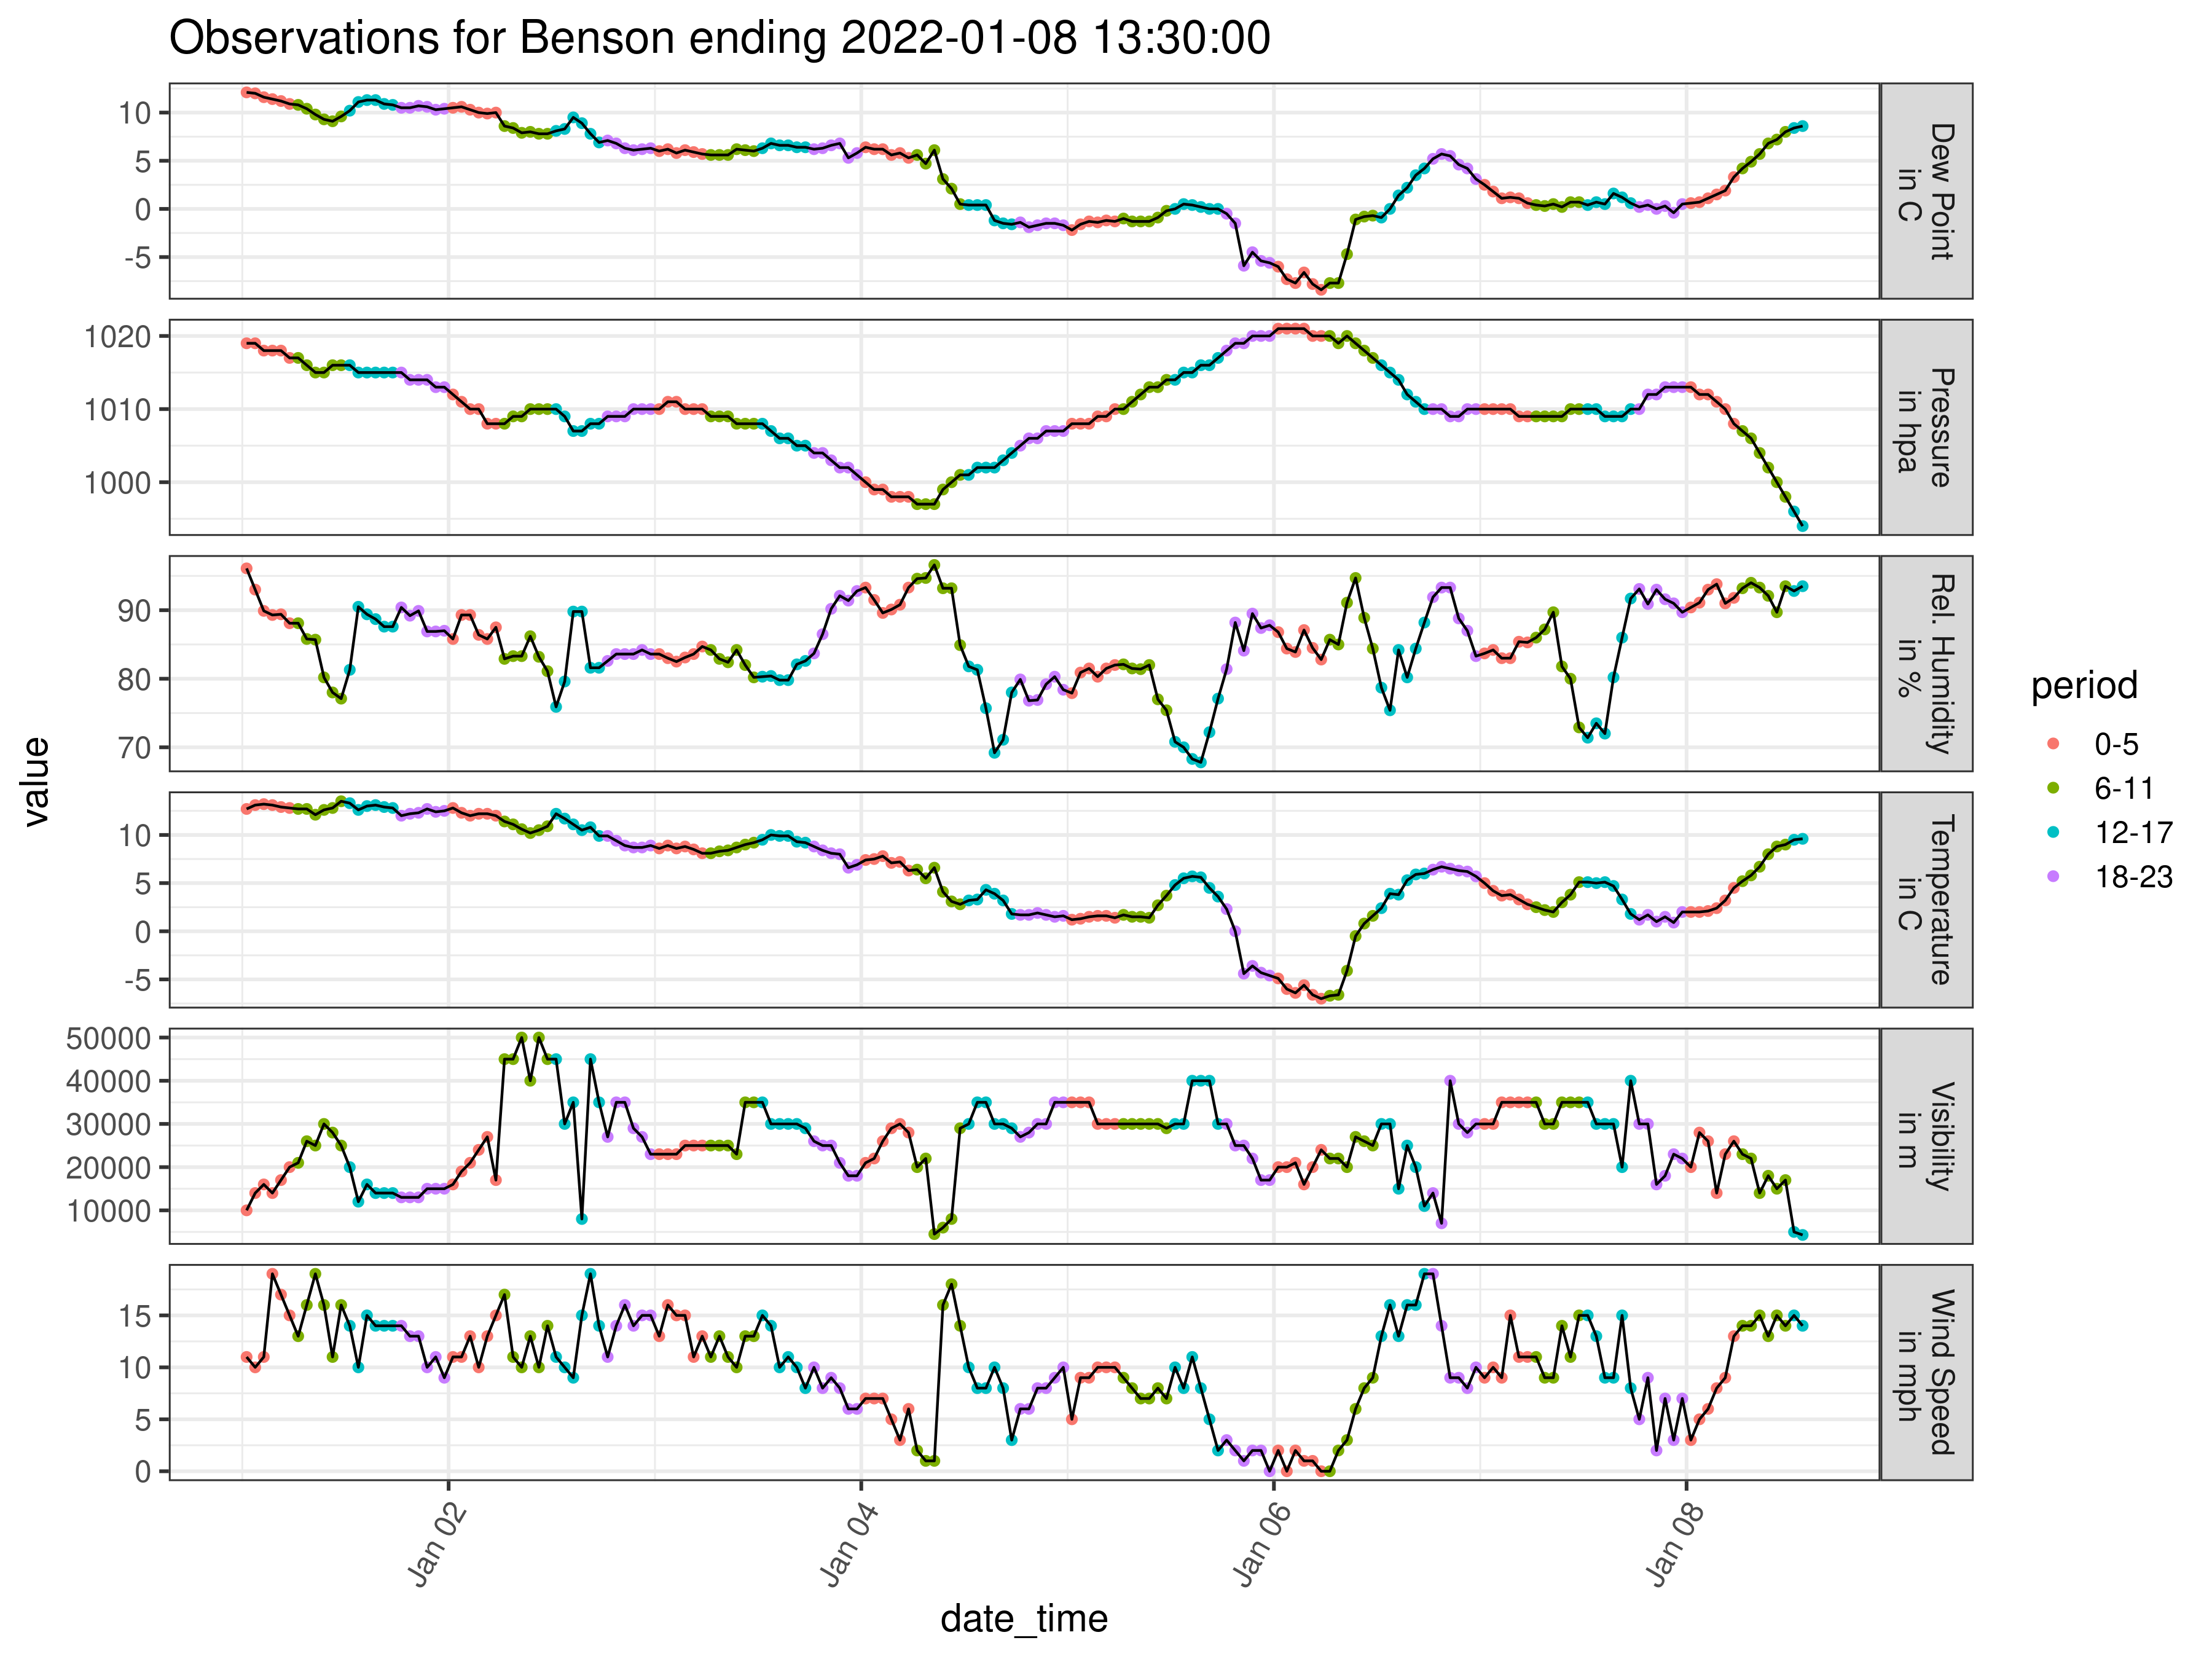 Observations for Benson ending 2022-01-08 13:30:00
value
10
5
0
-5
Dew Point
in C
1020
1010
1000
Pressure
in hpa
90
80
70
Rel. Humidity
in %
10
5
0
-5
Temperature
in C
50000
40000
30000
20000
10000
Visibility
in m
15
10
5
0
Wind Speed
in mph
Jan 02
Jan 04
Jan 06
Jan 08
date_time
period
0-5
6-11
12-17
18-23